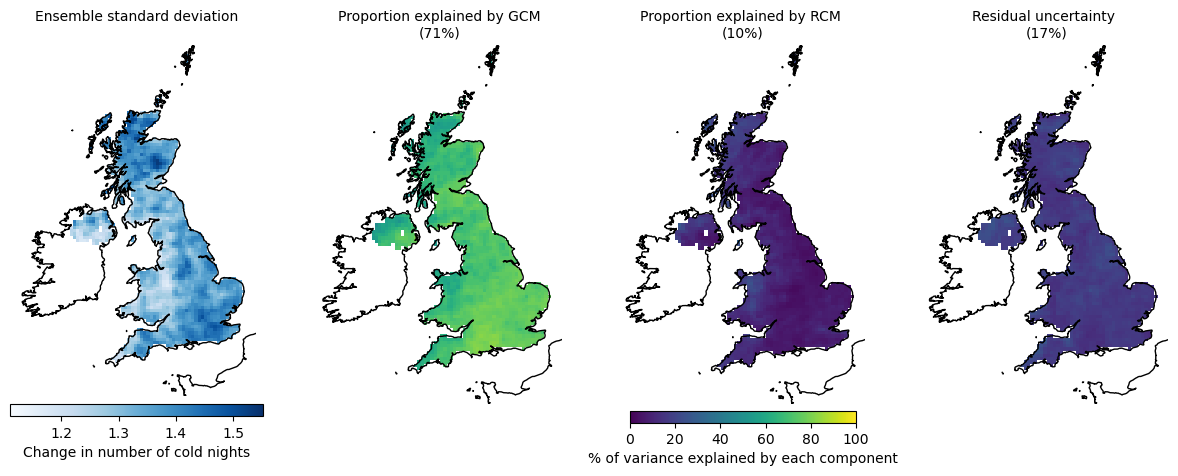 Ensemble standard deviation
Proportion explained by GCM
(71%)
Proportion explained by RCM
(10%)
Residual uncertainty
(17%)
1.2 1.3 1.4 1.5
Change in number of cold nights
0 20 40 60 80 100
% of variance explained by each component